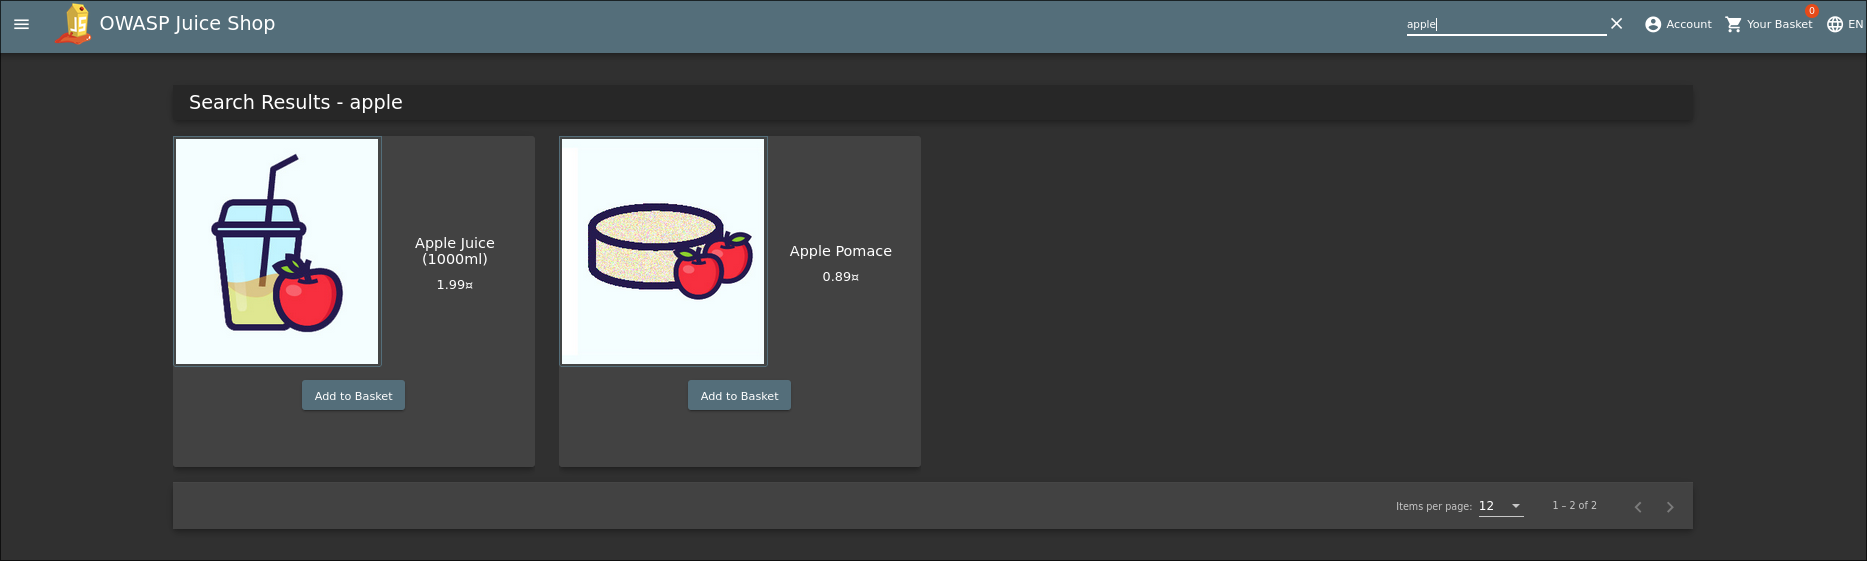 OWASP Juice Shop
apple
Account
Your Basket
0
EN
Search Results - apple
Apple Juice
(1000ml)
1.99¤
Add to Basket
Apple Pomace
0.89¤
Add to Basket
Items per page: 12
1 – 2 of 2